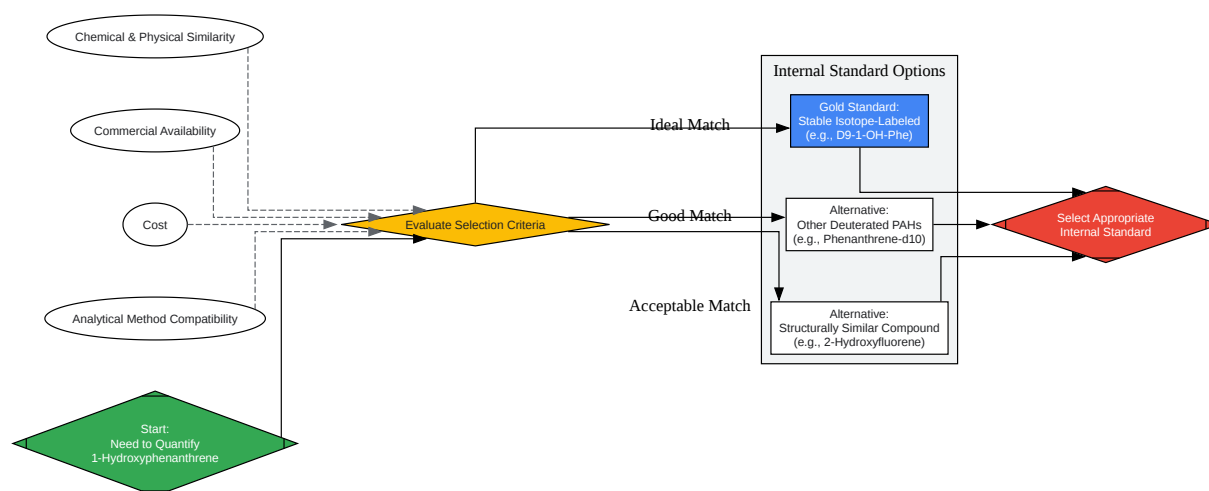 Chemical & Physical Similarity
Commercial Availability
Cost
Analytical Method Compatibility
Start:
Need to Quantify
1-Hydroxyphenanthrene
Evaluate Selection Criteria
Ideal Match
Good Match
Acceptable Match
Internal Standard Options
Gold Standard:
Stable Isotope-Labeled
(e.g., D9-1-OH-Phe)
Alternative:
Other Deuterated PAHs
(e.g., Phenanthrene-d10)
Alternative:
Structurally Similar Compound
(e.g., 2-Hydroxyfluorene)
Select Appropriate
Internal Standard